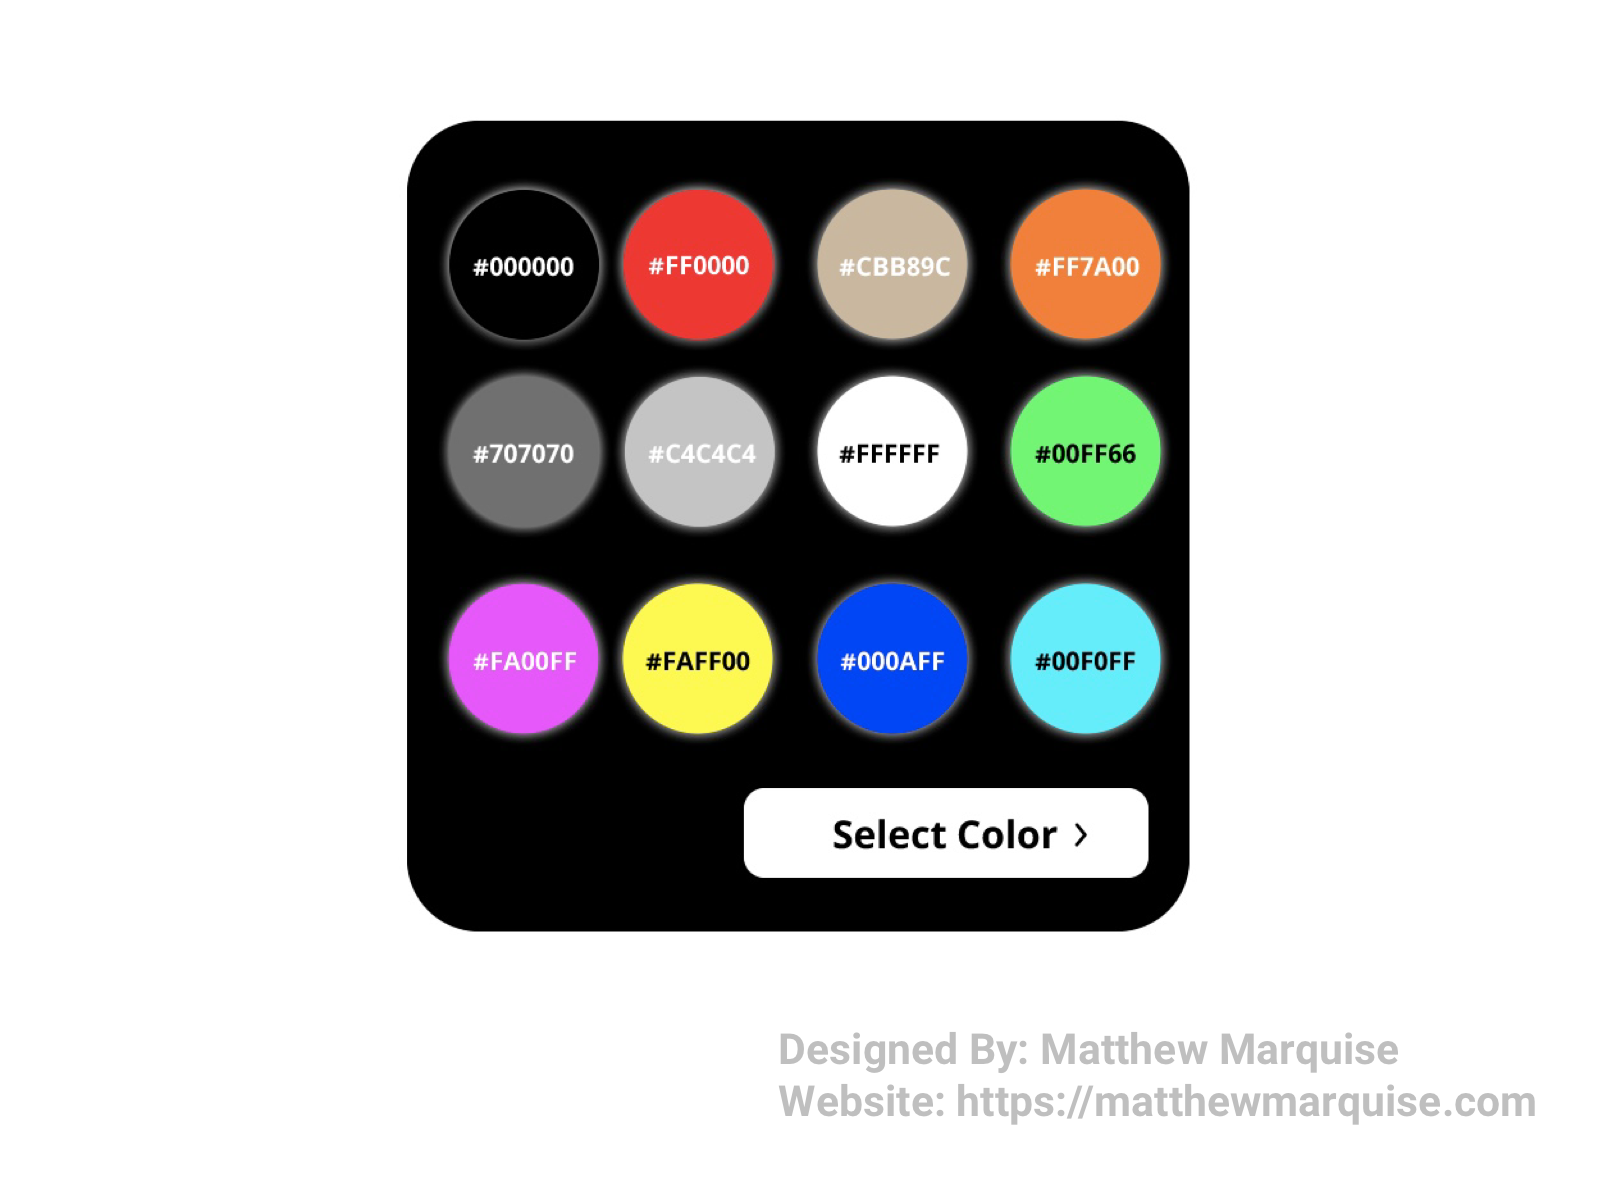 #000000 #FF0000 #CBB89C #FF7A00
#707070 #C4C4C4 #FFFFFF #00FF66
#FA00FF #FAFF00 #000AFF #00F0FF
Select Color >
Designed By: Matthew Marquise
Website: https://matthewmarquise.com